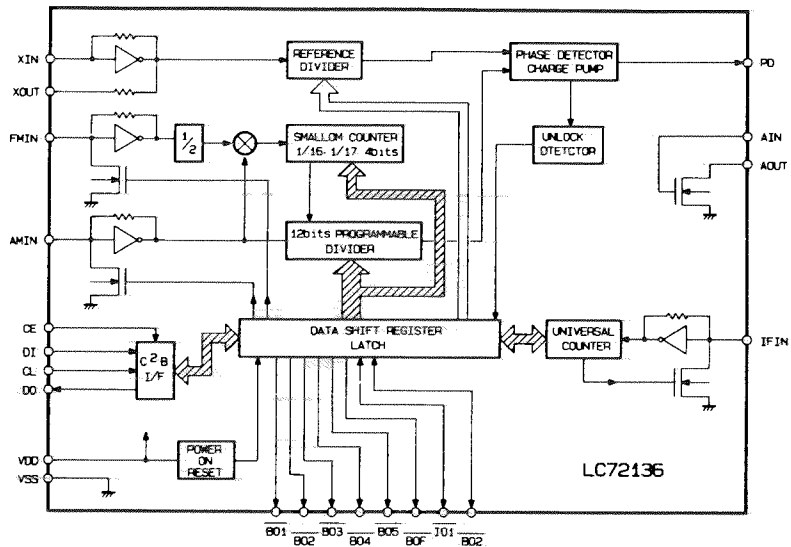 XIN
XOUT
FMIN
AMIN
CE
DI
CL
DO
VDD
VSS
REFERENCE
DIVIDER
PHASE DETECTOR
CHARGE PUMP
PD
1/2
SMALLOM COUNTER
1/16, 1/17 4bits
UNLOCK
DTETCTOR
AIN
AOUT
12bits PROGRAMMABLE
DIVIDER
C²B
I/F
DATA SHIFT REGISTER
LATCH
UNIVERSAL
COUNTER
IFIN
POWER
ON
RESET
LC72136
BO1
BO2
BO3
BO4
BO5
BOF
IO1
BO2